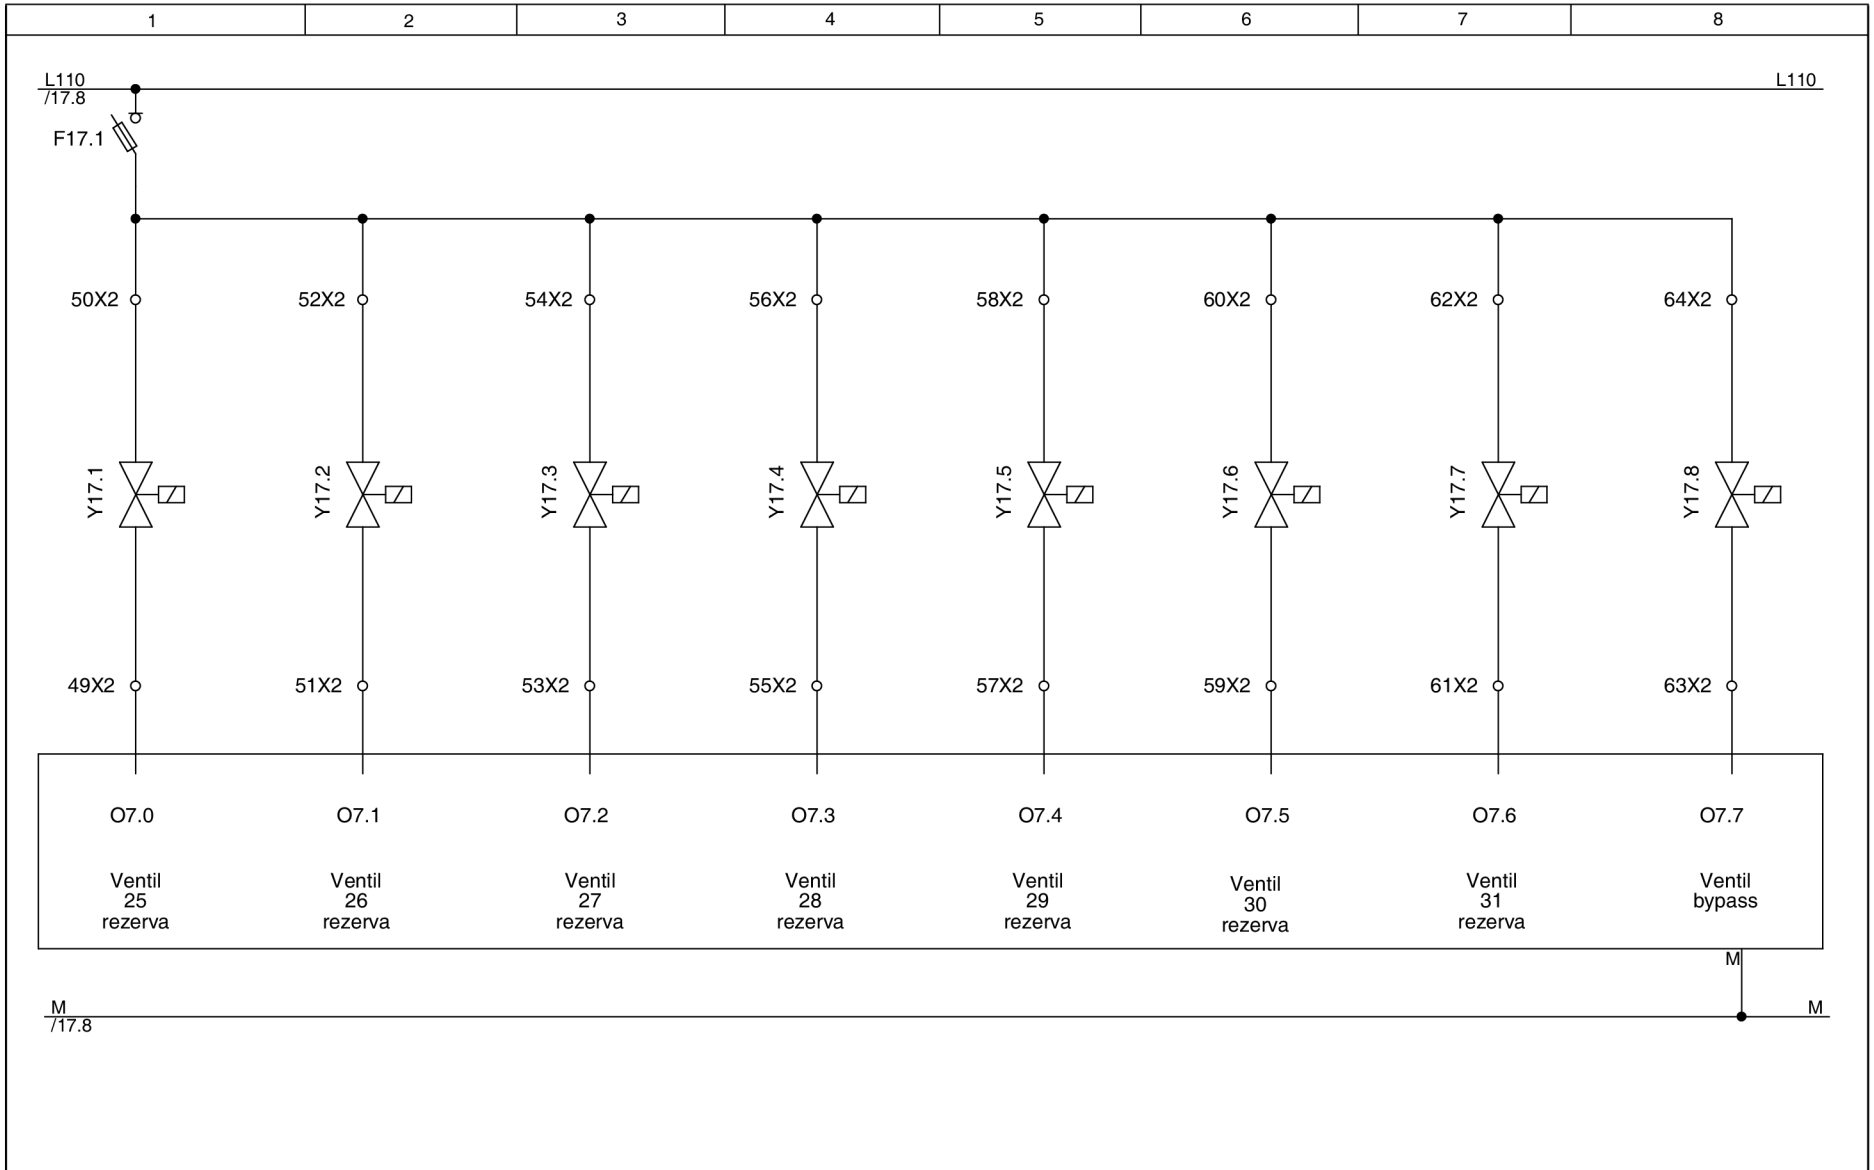 1 2 3 4 5 6 7 8
L110 L110
/17.8
F17.1
50X2 52X2 54X2 56X2 58X2 60X2 62X2 64X2
Y17.1 Y17.2 Y17.3 Y17.4 Y17.5 Y17.6 Y17.7 Y17.8
49X2 51X2 53X2 55X2 57X2 59X2 61X2 63X2
O7.0 O7.1 O7.2 O7.3 O7.4 O7.5 O7.6 O7.7
Ventil Ventil Ventil Ventil Ventil Ventil Ventil Ventil
25 26 27 28 29 30 31 bypass
rezerva rezerva rezerva rezerva rezerva rezerva rezerva
M
M M
/17.8